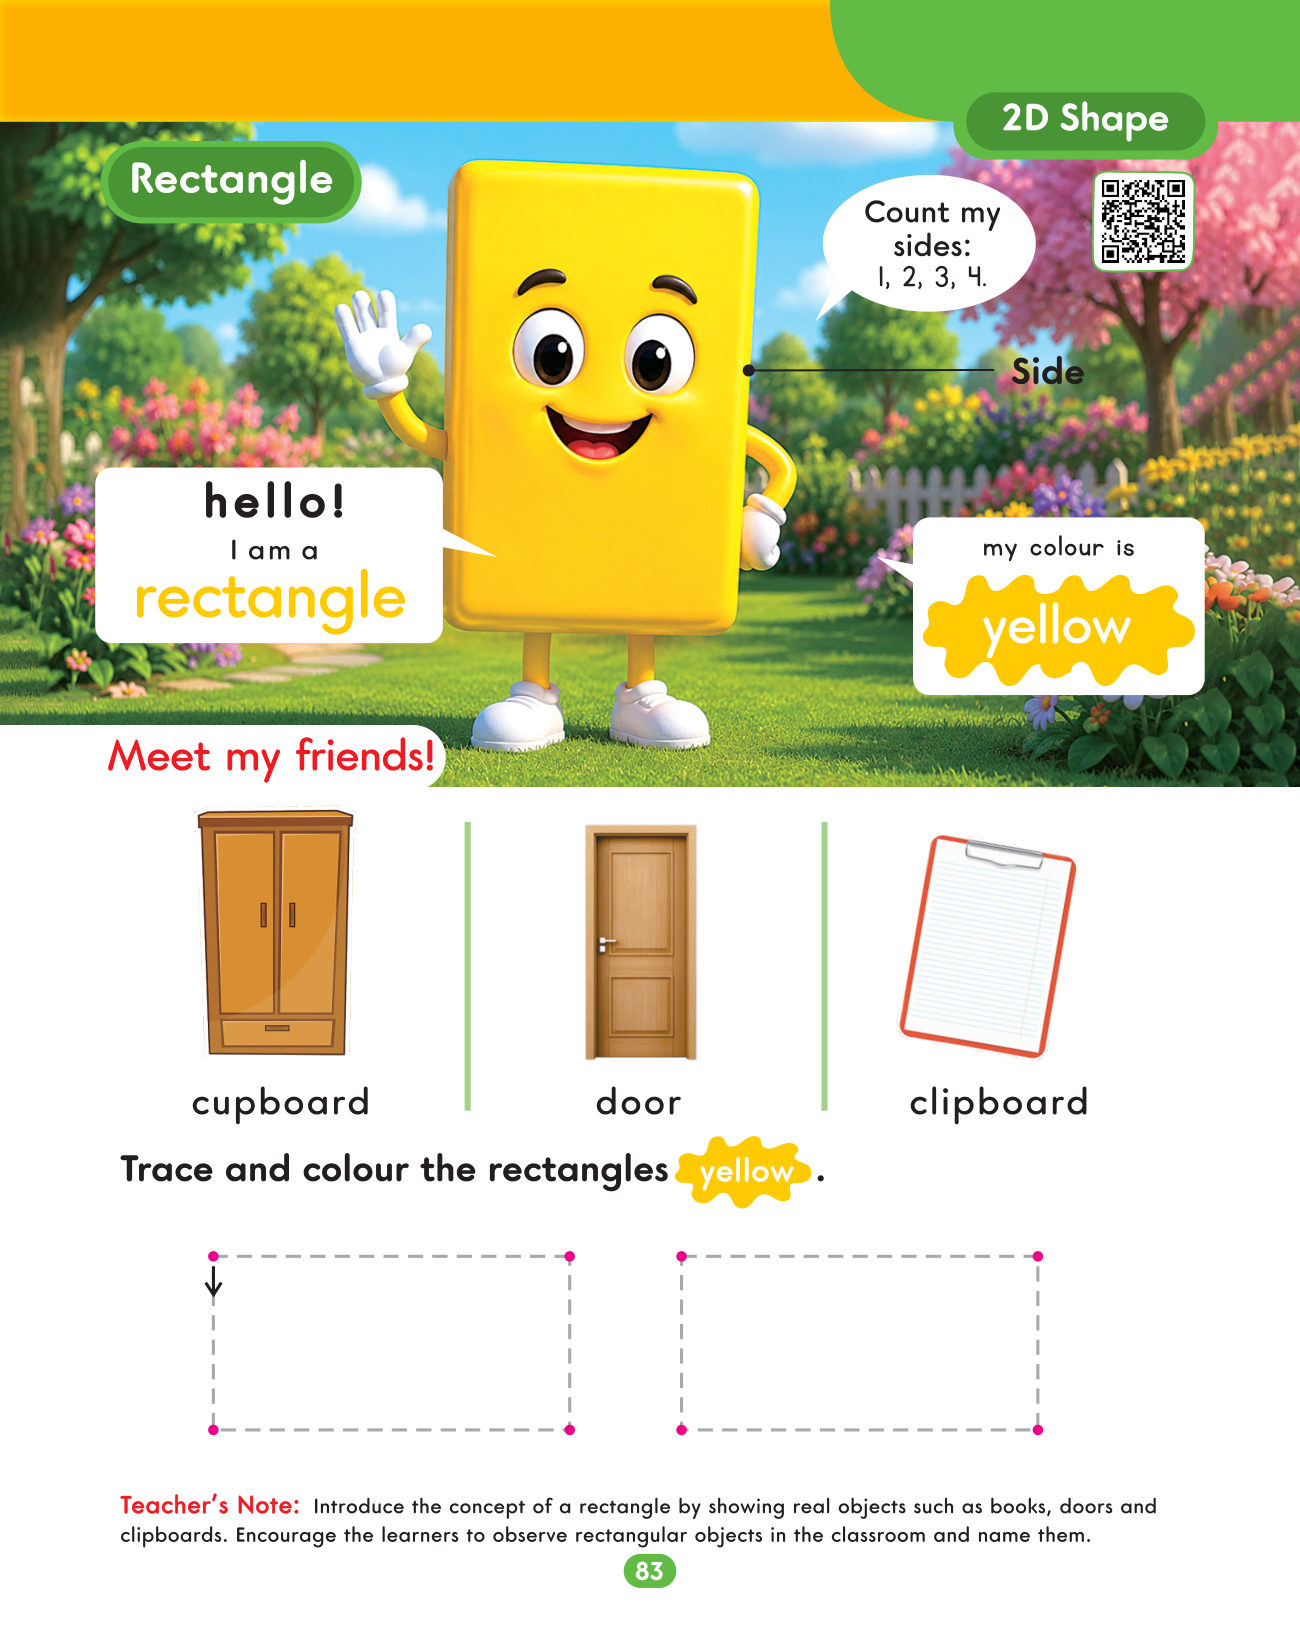 2D Shape
Rectangle
Count my
sides:
1, 2, 3, 4.
Side
hello!
I am a
rectangle
my colour is
yellow
Meet my friends!
cupboard
door
clipboard
Trace and colour the rectangles yellow .
Teacher's Note: Introduce the concept of a rectangle by showing real objects such as books, doors and
clipboards. Encourage the learners to observe rectangular objects in the classroom and name them.
83